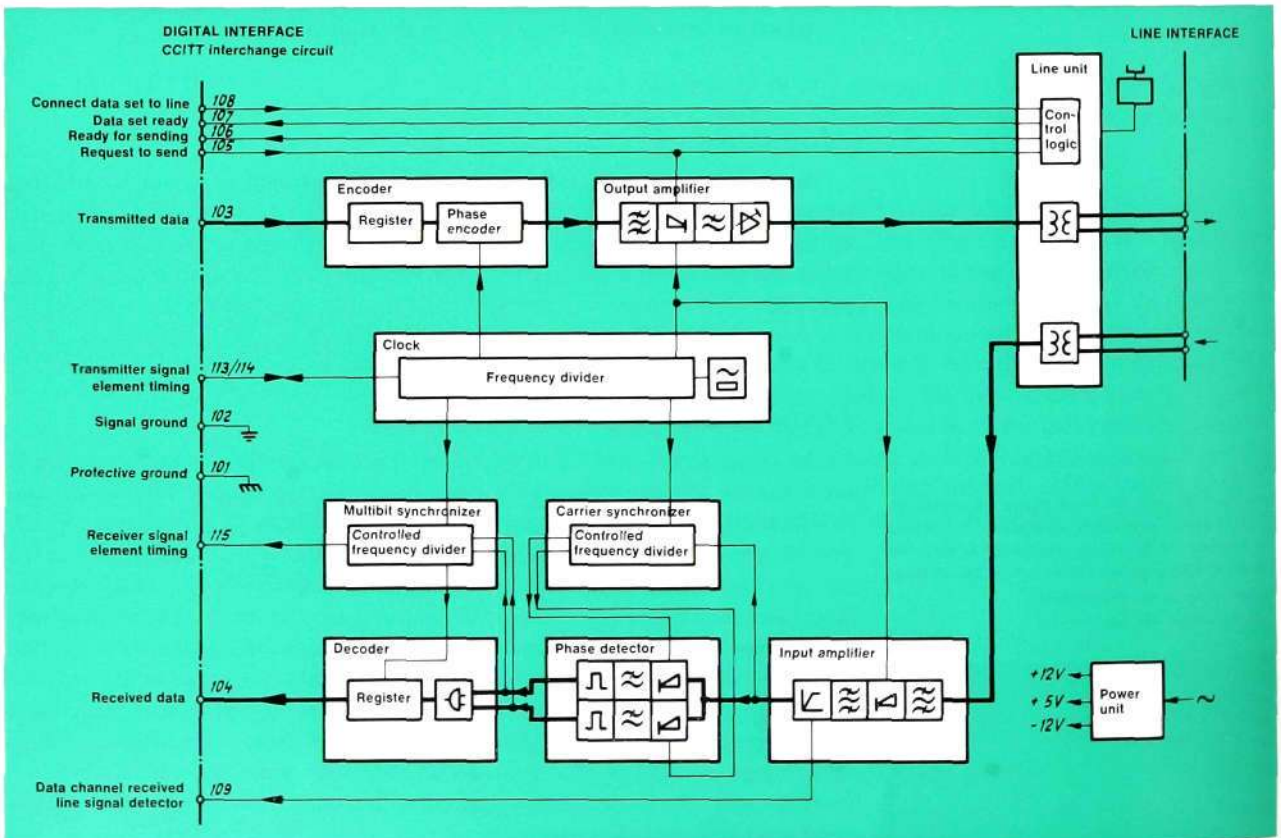 DIGITAL INTERFACE
CCITT interchange circuit
LINE INTERFACE
Line unit
Connect data set to line
108
Data set ready
107
Ready for sending
106
Request to send
105
Con-
trol
logic
Encoder
Output amplifier
Transmitted data
103
Register
Phase
encoder
Clock
Transmitter signal
element timing
113/114
Frequency divider
Signal ground
102
Protective ground
101
Multibit synchronizer
Carrier synchronizer
Receiver signal
element timing
115
Controlled
frequency divider
Controlled
frequency divider
Decoder
Phase detector
Input amplifier
Received data
104
Register
+12V
+ 5V
-12V
Power
unit
Data channel received
line signal detector
109